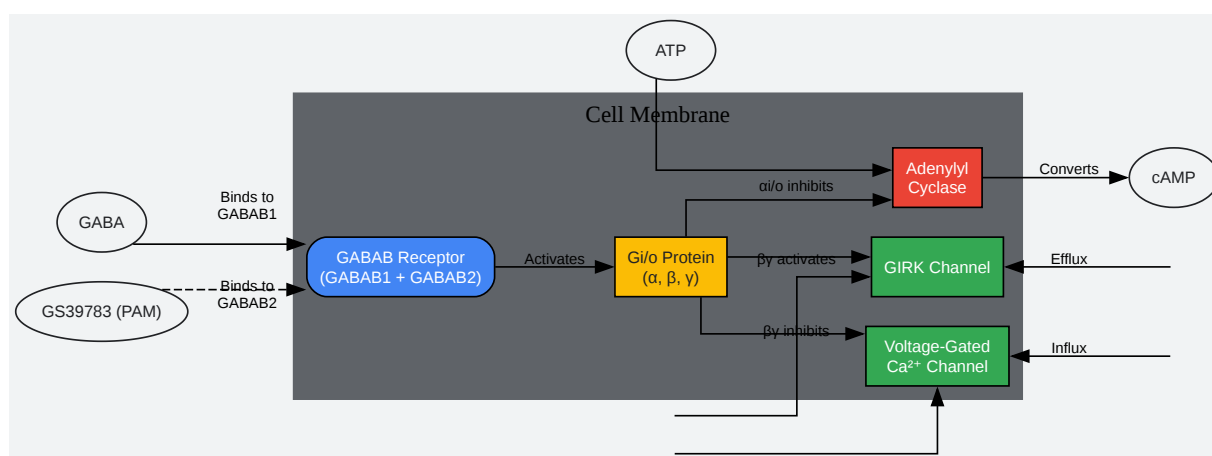 ATP
Cell Membrane
Adenylyl
Cyclase
Converts
cAMP
αi/o inhibits
Binds to
GABAB1
GABA
GABAB Receptor
(GABAB1 + GABAB2)
Activates
Gi/o Protein
(α, β, γ)
βγ activates
GIRK Channel
Efflux
Binds to
GABAB2
GS39783 (PAM)
βγ inhibits
Voltage-Gated
Ca²⁺ Channel
Influx